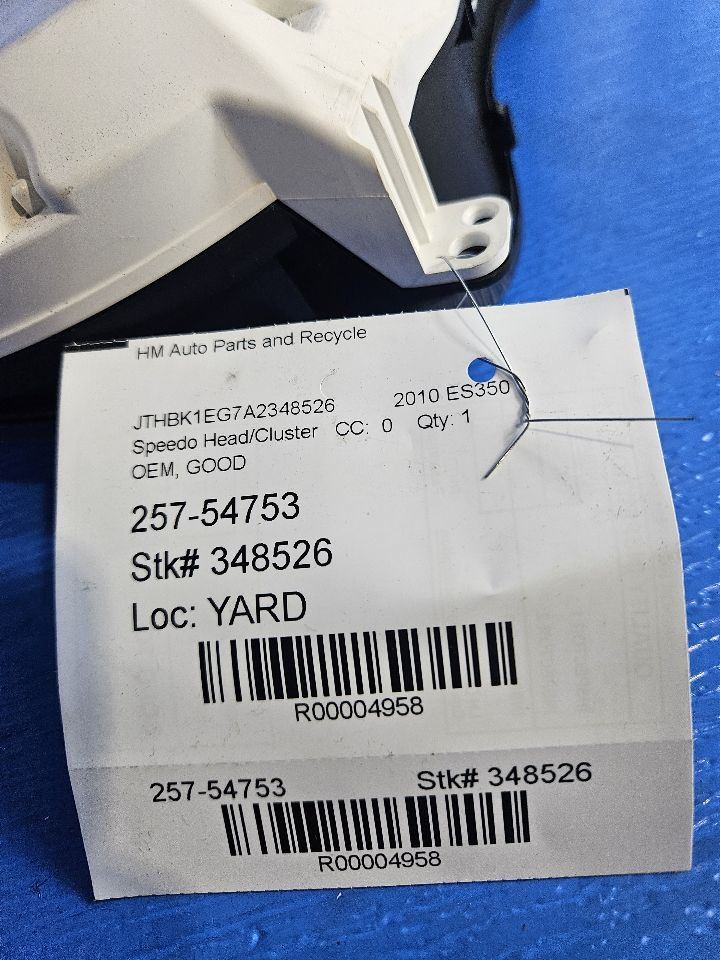 HM Auto Parts and Recycle
JTHBK1EG7A2348526 2010 ES350
Speedo Head/Cluster CC: 0 Qty: 1
OEM, GOOD
257-54753
Stk# 348526
Loc: YARD
R00004958
257-54753 Stk# 348526
R00004958